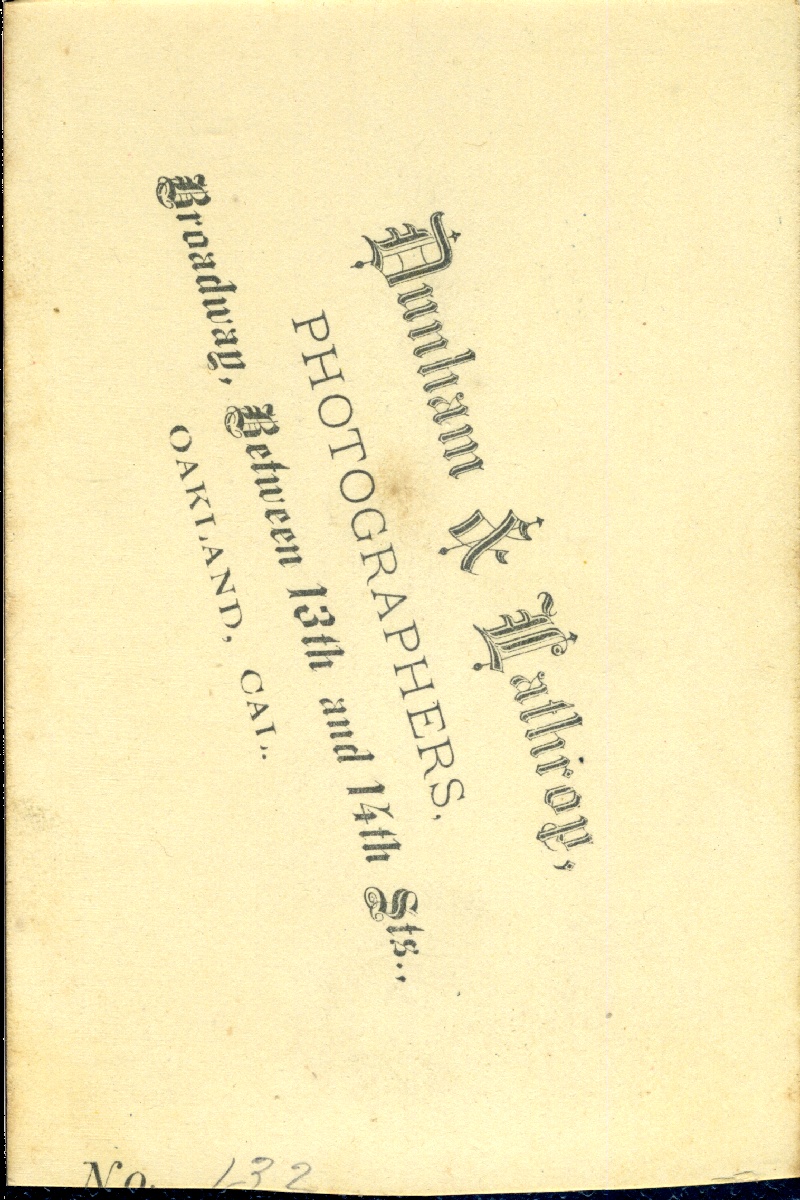 Dunham & Lathrop,
PHOTOGRAPHERS,
Broadway, Between 13th and 14th Sts.,
OAKLAND, CAL.
No. 132